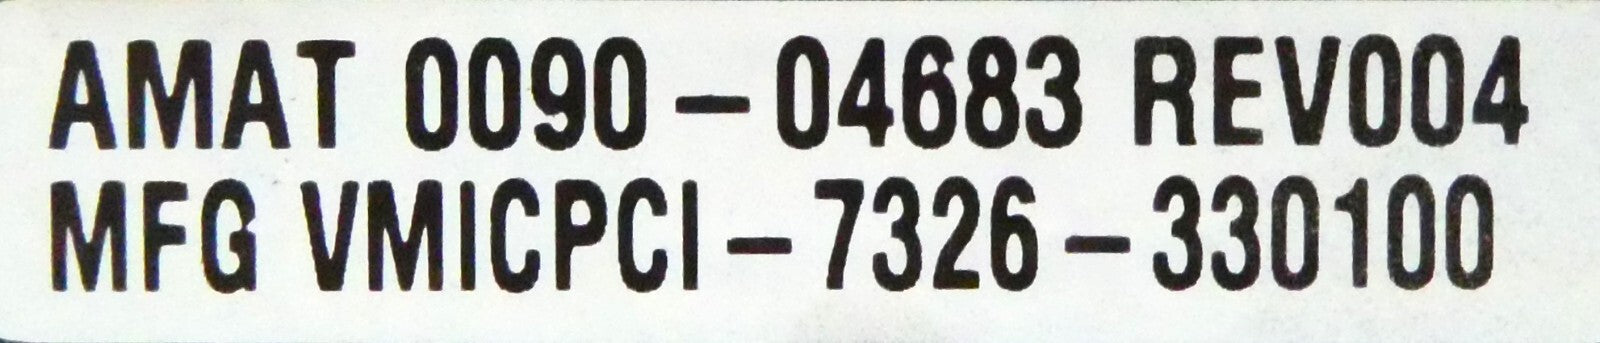 AMAT 0090-04683 REV004
MFG VMICPCI-7326-330100